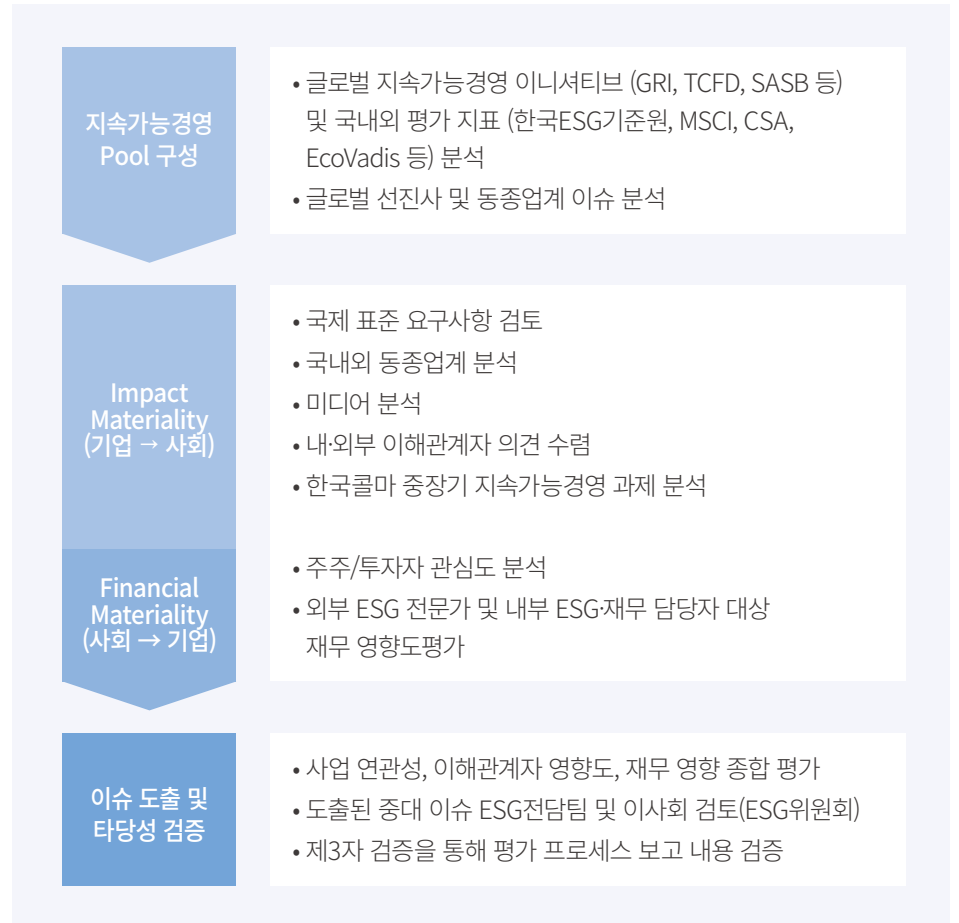 지속가능경영
Pool 구성
• 글로벌 지속가능경영 이니셔티브 (GRI, TCFD, SASB 등)
및 국내외 평가 지표 (한국ESG기준원, MSCI, CSA,
EcoVadis 등) 분석
• 글로벌 선진사 및 동종업계 이슈 분석
Impact
Materiality
(기업 → 사회)
• 국제 표준 요구사항 검토
• 국내외 동종업계 분석
• 미디어 분석
• 내·외부 이해관계자 의견 수렴
• 한국콜마 중장기 지속가능경영 과제 분석
Financial
Materiality
(사회 → 기업)
• 주주/투자자 관심도 분석
• 외부 ESG 전문가 및 내부 ESG·재무 담당자 대상
재무 영향도평가
이슈 도출 및
타당성 검증
• 사업 연관성, 이해관계자 영향도, 재무 영향 종합 평가
• 도출된 중대 이슈 ESG전담팀 및 이사회 검토(ESG위원회)
• 제3자 검증을 통해 평가 프로세스 보고 내용 검증